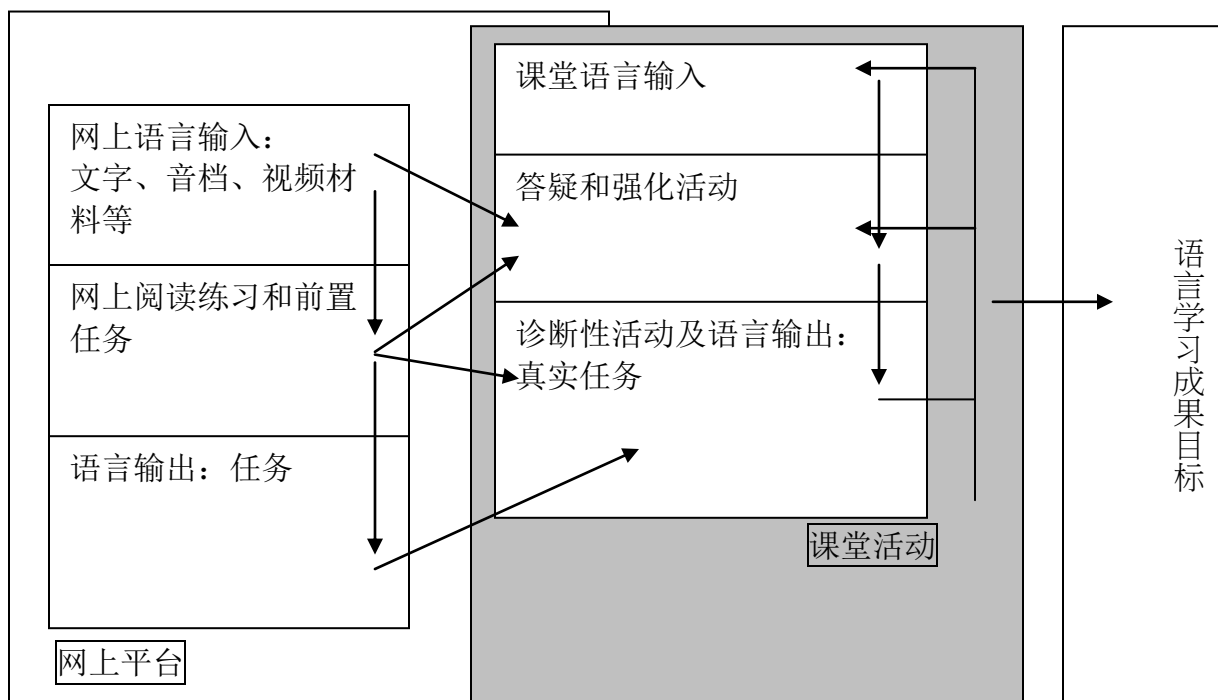 网上语言输入：
文字、音档、视频材
料等
网上阅读练习和前置
任务
语言输出：任务
网上平台
课堂语言输入
答疑和强化活动
诊断性活动及语言输出：
真实任务
课堂活动
语言学习成果目标